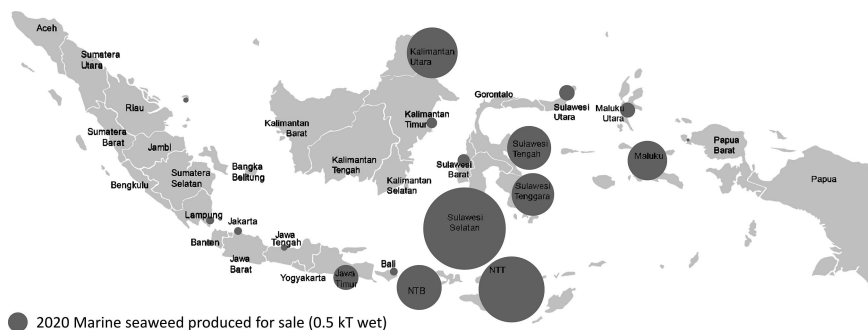 Aceh
Sumatera
Utara
Riau
Sumatera
Barat
Jambi
Bengkulu
Sumatera
Selatan
Bangka
Belitung
Lampung
Banten
Jakarta
Jawa
Barat
Jawa
Tengah
Yogyakarta
Jawa
Timur
Bali
NTB
NTT
Kalimantan
Barat
Kalimantan
Tengah
Kalimantan
Selatan
Kalimantan
Timur
Kalimantan
Utara
Gorontalo
Sulawesi
Utara
Sulawesi
Tengah
Sulawesi
Barat
Sulawesi
Tenggara
Sulawesi
Selatan
Maluku
Utara
Maluku
Papua
Barat
Papua
2020 Marine seaweed produced for sale (0.5 kT wet)